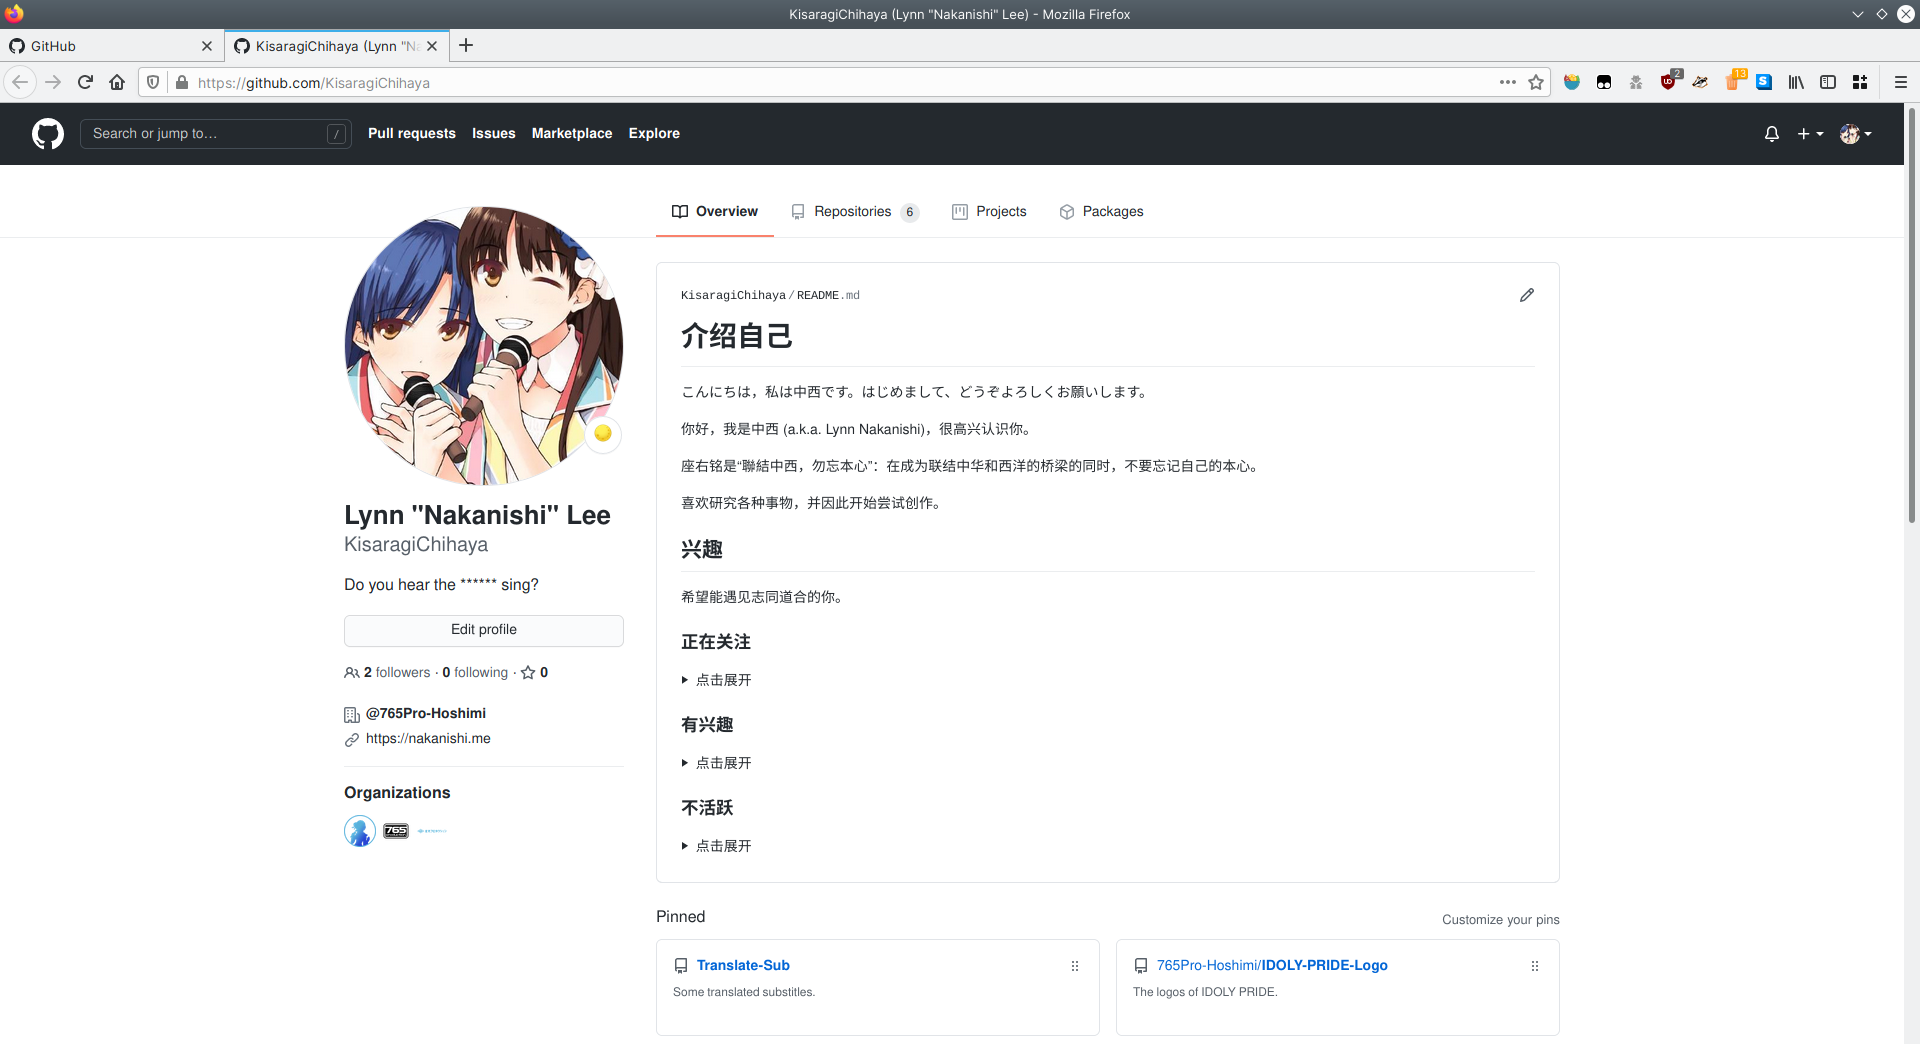 KisaragiChihaya (Lynn "Nakanishi" Lee) - Mozilla Firefox
GitHub
KisaragiChihaya (Lynn "Na
https://github.com/KisaragiChihaya
2
13
Search or jump to…
/
Pull requests
Issues
Marketplace
Explore
Overview
Repositories 6
Projects
Packages
Lynn "Nakanishi" Lee
KisaragiChihaya
Do you hear the ****** sing?
Edit profile
2 followers · 0 following · 0
@765Pro-Hoshimi
https://nakanishi.me
Organizations
765
KisaragiChihaya/README.md
介绍自己
こんにちは，私は中西です。はじめまして、どうぞよろしくお願いします。
你好，我是中西 (a.k.a. Lynn Nakanishi)，很高兴认识你。
座右铭是“聯結中西，勿忘本心”：在成为联结中华和西洋的桥梁的同时，不要忘记自己的本心。
喜欢研究各种事物，并因此开始尝试创作。
兴趣
希望能遇见志同道合的你。
正在关注
点击展开
有兴趣
点击展开
不活跃
点击展开
Pinned
Customize your pins
Translate-Sub
Some translated substitles.
765Pro-Hoshimi/IDOLY-PRIDE-Logo
The logos of IDOLY PRIDE.